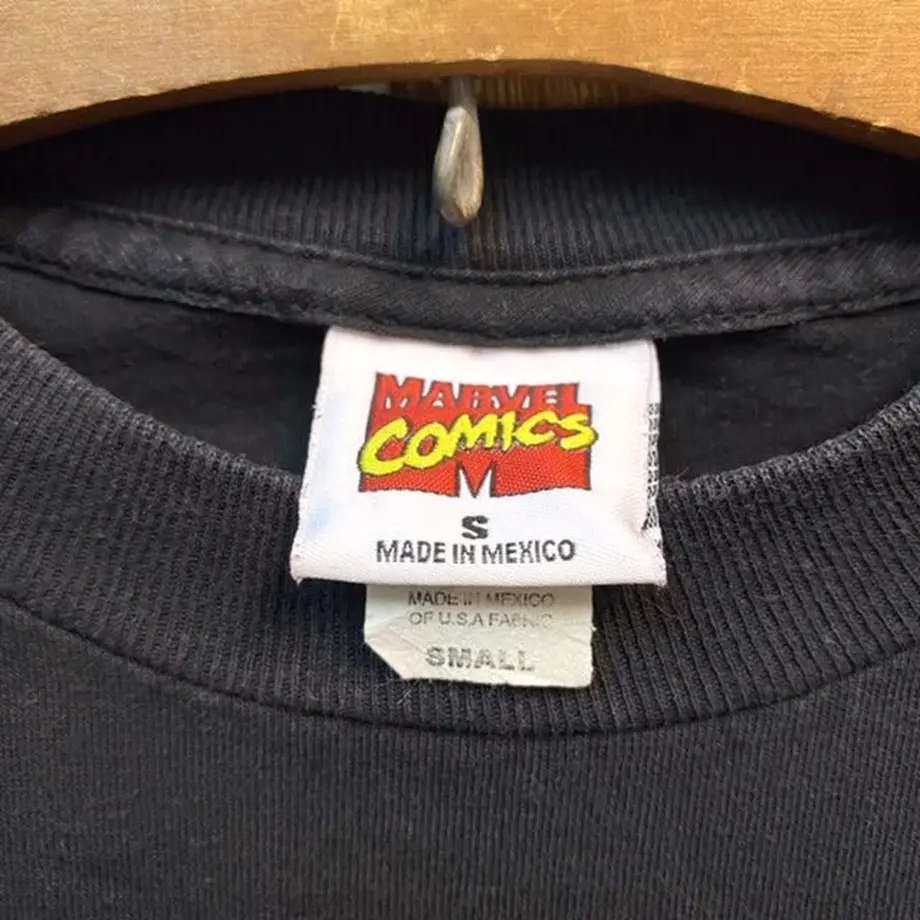 MARVEL
COMICS
M
S
MADE IN MEXICO
MADE IN MEXICO
OF U.S.A FABRIC
SMALL